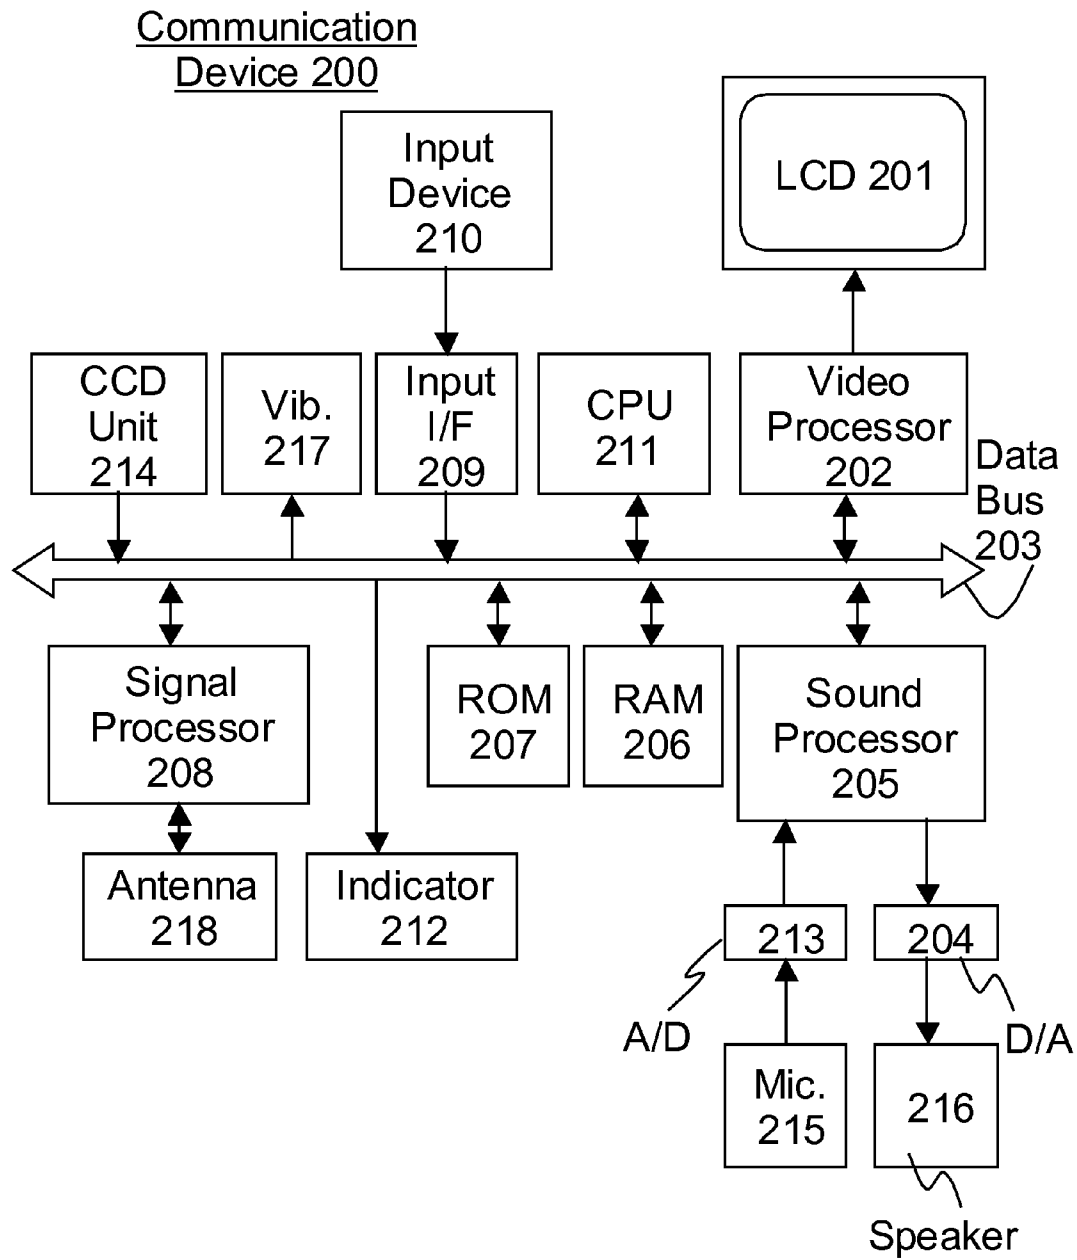 Communication
Device 200
Input
Device
210
LCD 201
CCD
Unit
214
Vib.
217
Input
I/F
209
CPU
211
Video
Processor
202
Data
Bus
203
Signal
Processor
208
ROM
207
RAM
206
Sound
Processor
205
Antenna
218
Indicator
212
213
204
A/D
D/A
Mic.
215
216
Speaker